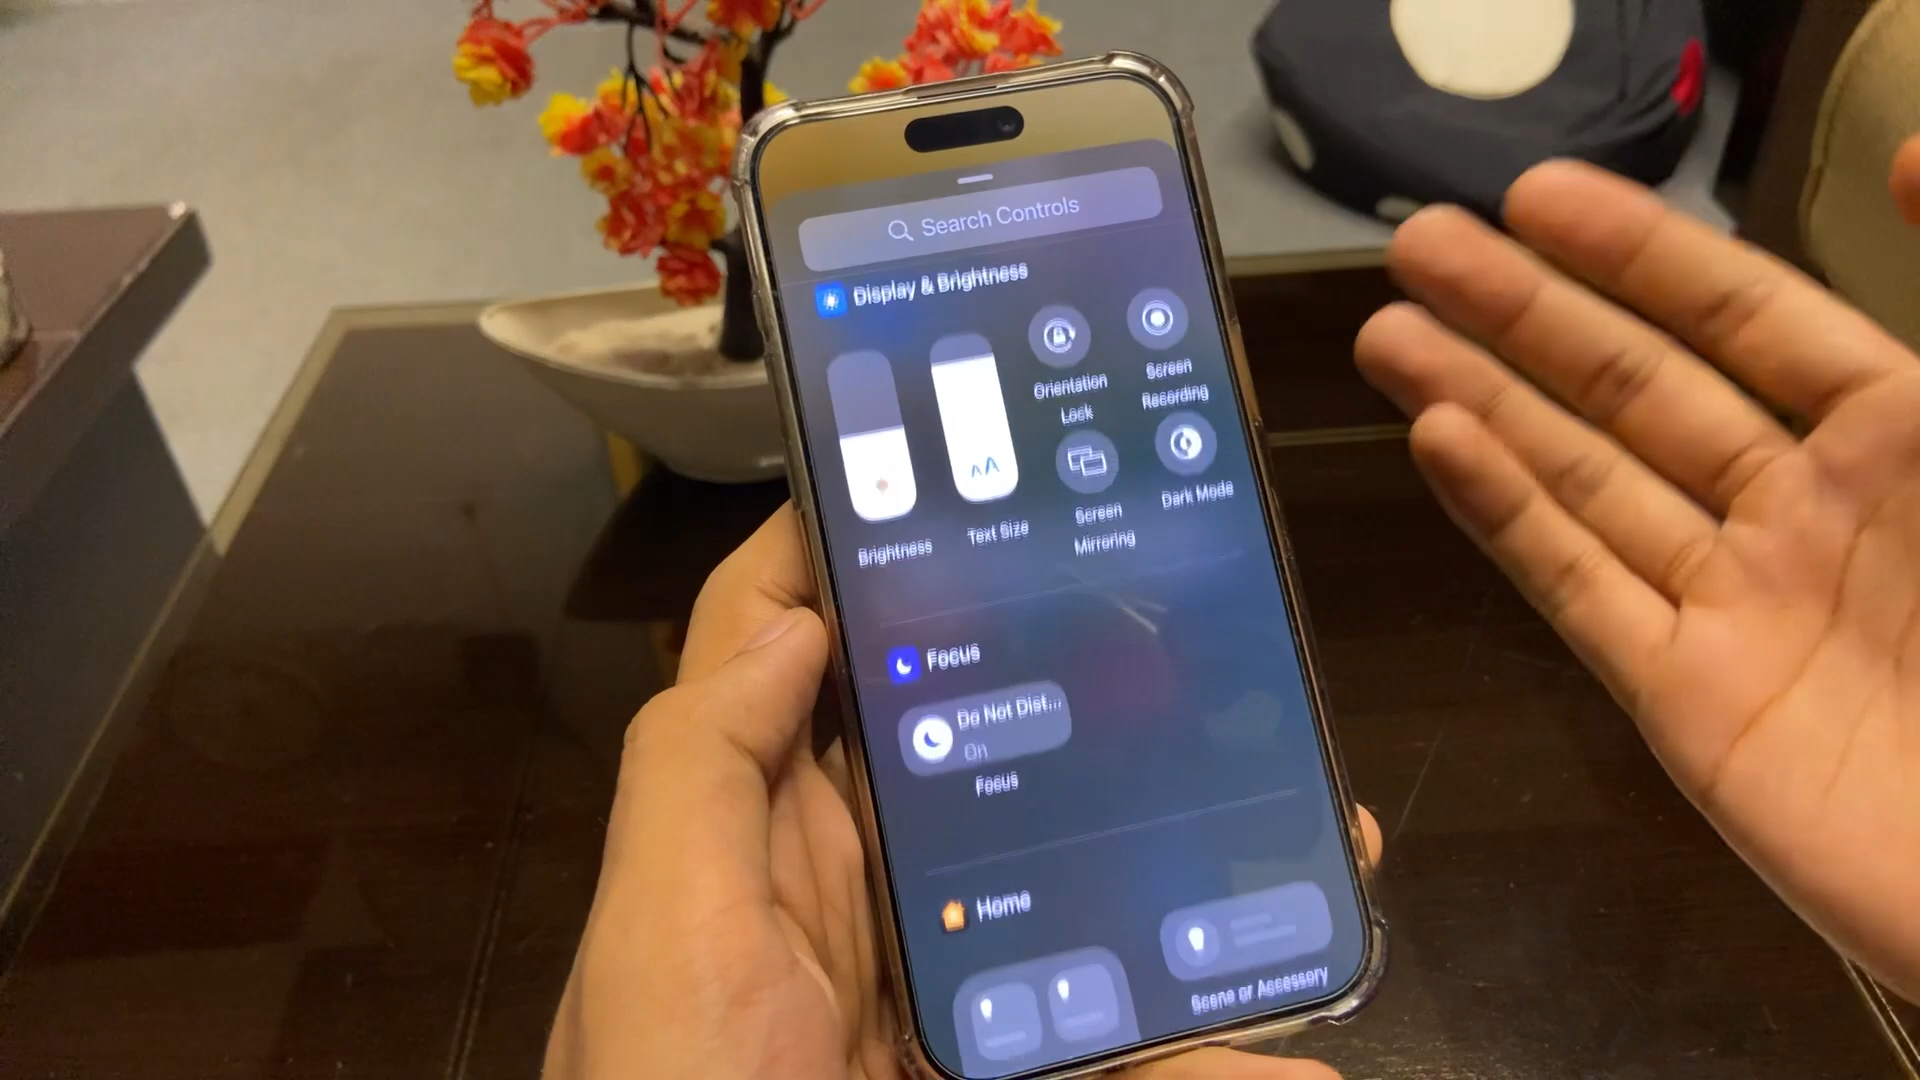 Search Controls
Display & Brightness
Brightness
AA
Text Size
Orientation
Lock
Screen
Recording
Screen
Mirroring
Dark Mode
Focus
Do Not Dist...
On
Focus
Home
Scene or Accessory